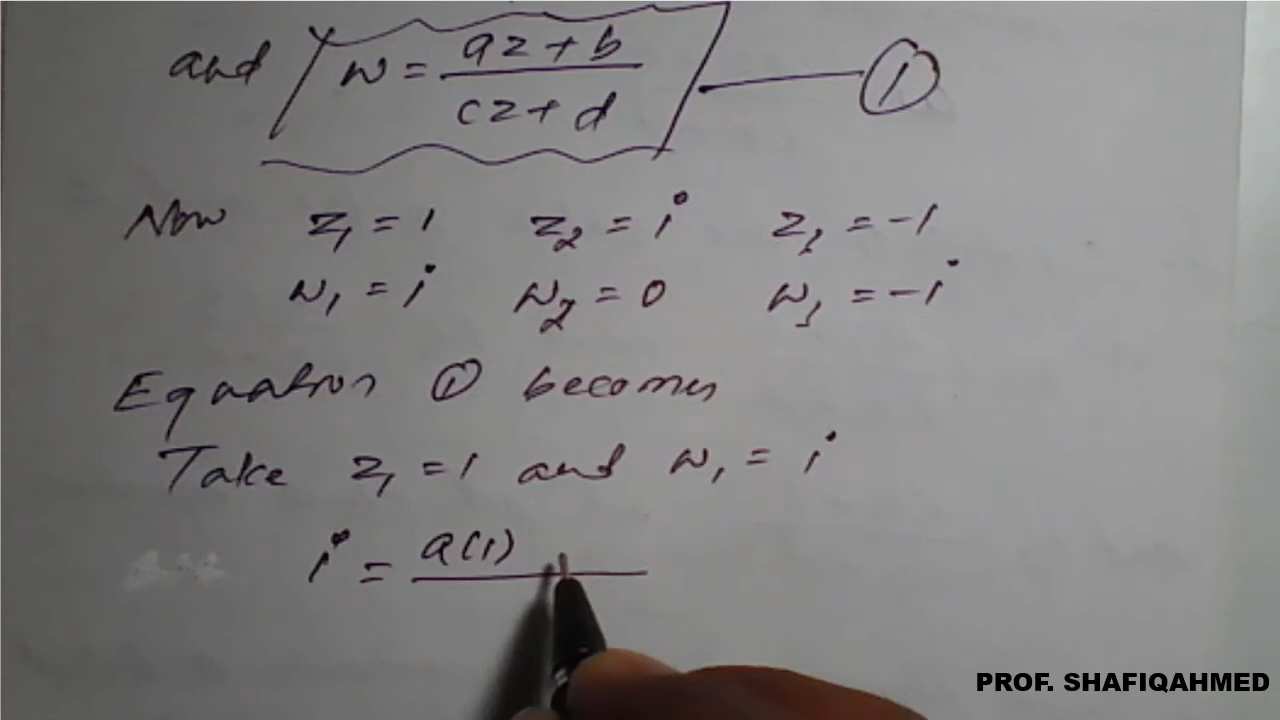 and w = az + b / cz + d — ①
Now z₁ = 1 z₂ = i z₃ = -1
w₁ = i w₂ = 0 w₃ = -i
Equation ① becomes
Take z₁ = 1 and w₁ = i
i = a(1)
PROF. SHAFIQAHMED